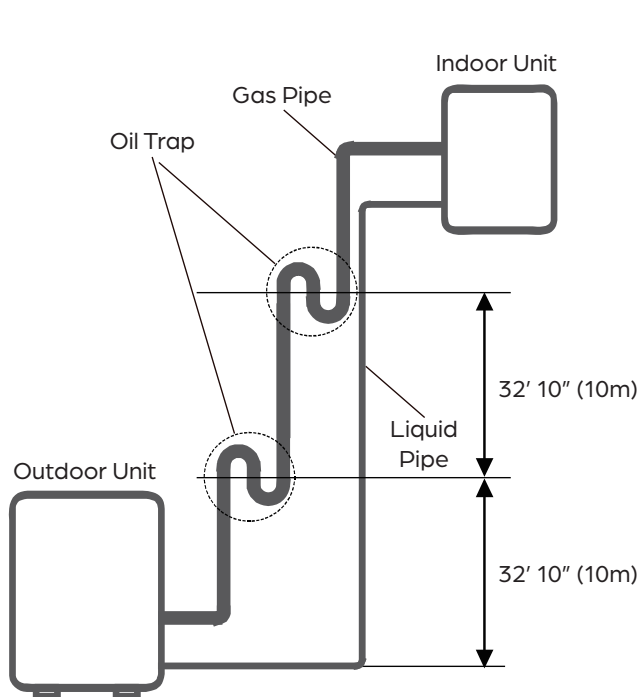 Indoor Unit
Gas Pipe
Oil Trap
32′ 10″ (10m)
Liquid
Pipe
Outdoor Unit
32′ 10″ (10m)